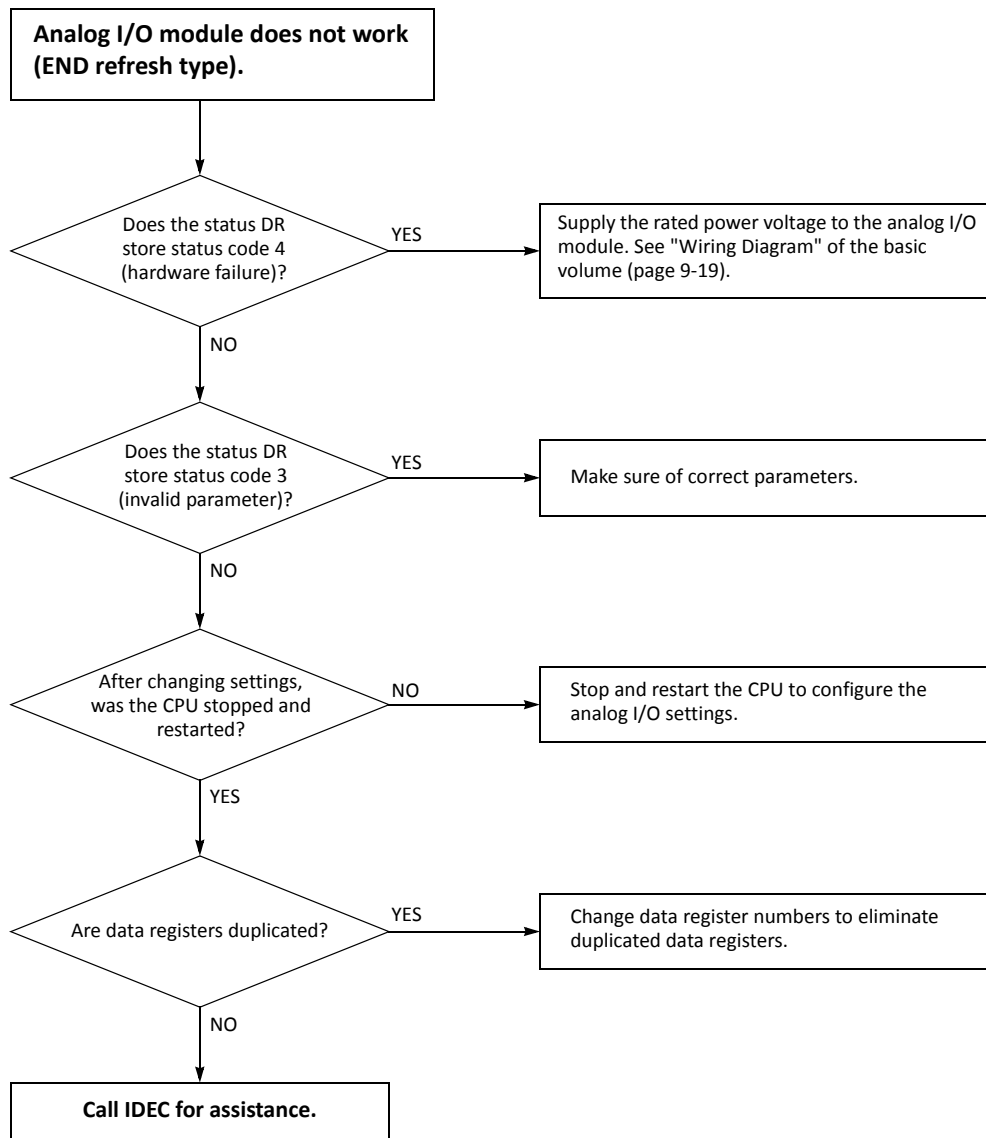 Analog I/O module does not work
(END refresh type).
Does the status DR
store status code 4
(hardware failure)?
YES
Supply the rated power voltage to the analog I/O
module. See "Wiring Diagram" of the basic
volume (page 9-19).
NO
Does the status DR
store status code 3
(invalid parameter)?
YES
Make sure of correct parameters.
NO
After changing settings,
was the CPU stopped and
restarted?
NO
Stop and restart the CPU to configure the
analog I/O settings.
YES
Are data registers duplicated?
YES
Change data register numbers to eliminate
duplicated data registers.
NO
Call IDEC for assistance.